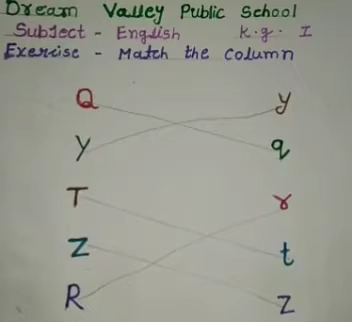 Dream Valley Public School
Subject - English K.g. I
Exercise - Match the Column
Q y
Y q
T r
Z t
R z